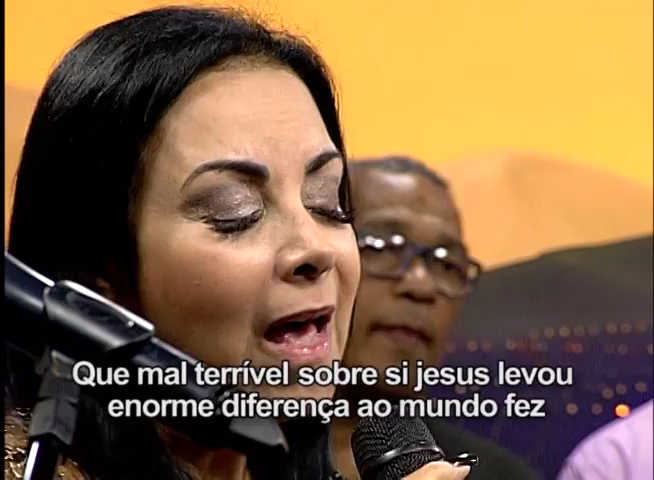 Que mal terrível sobre si jesus levou
enorme diferença ao mundo fez